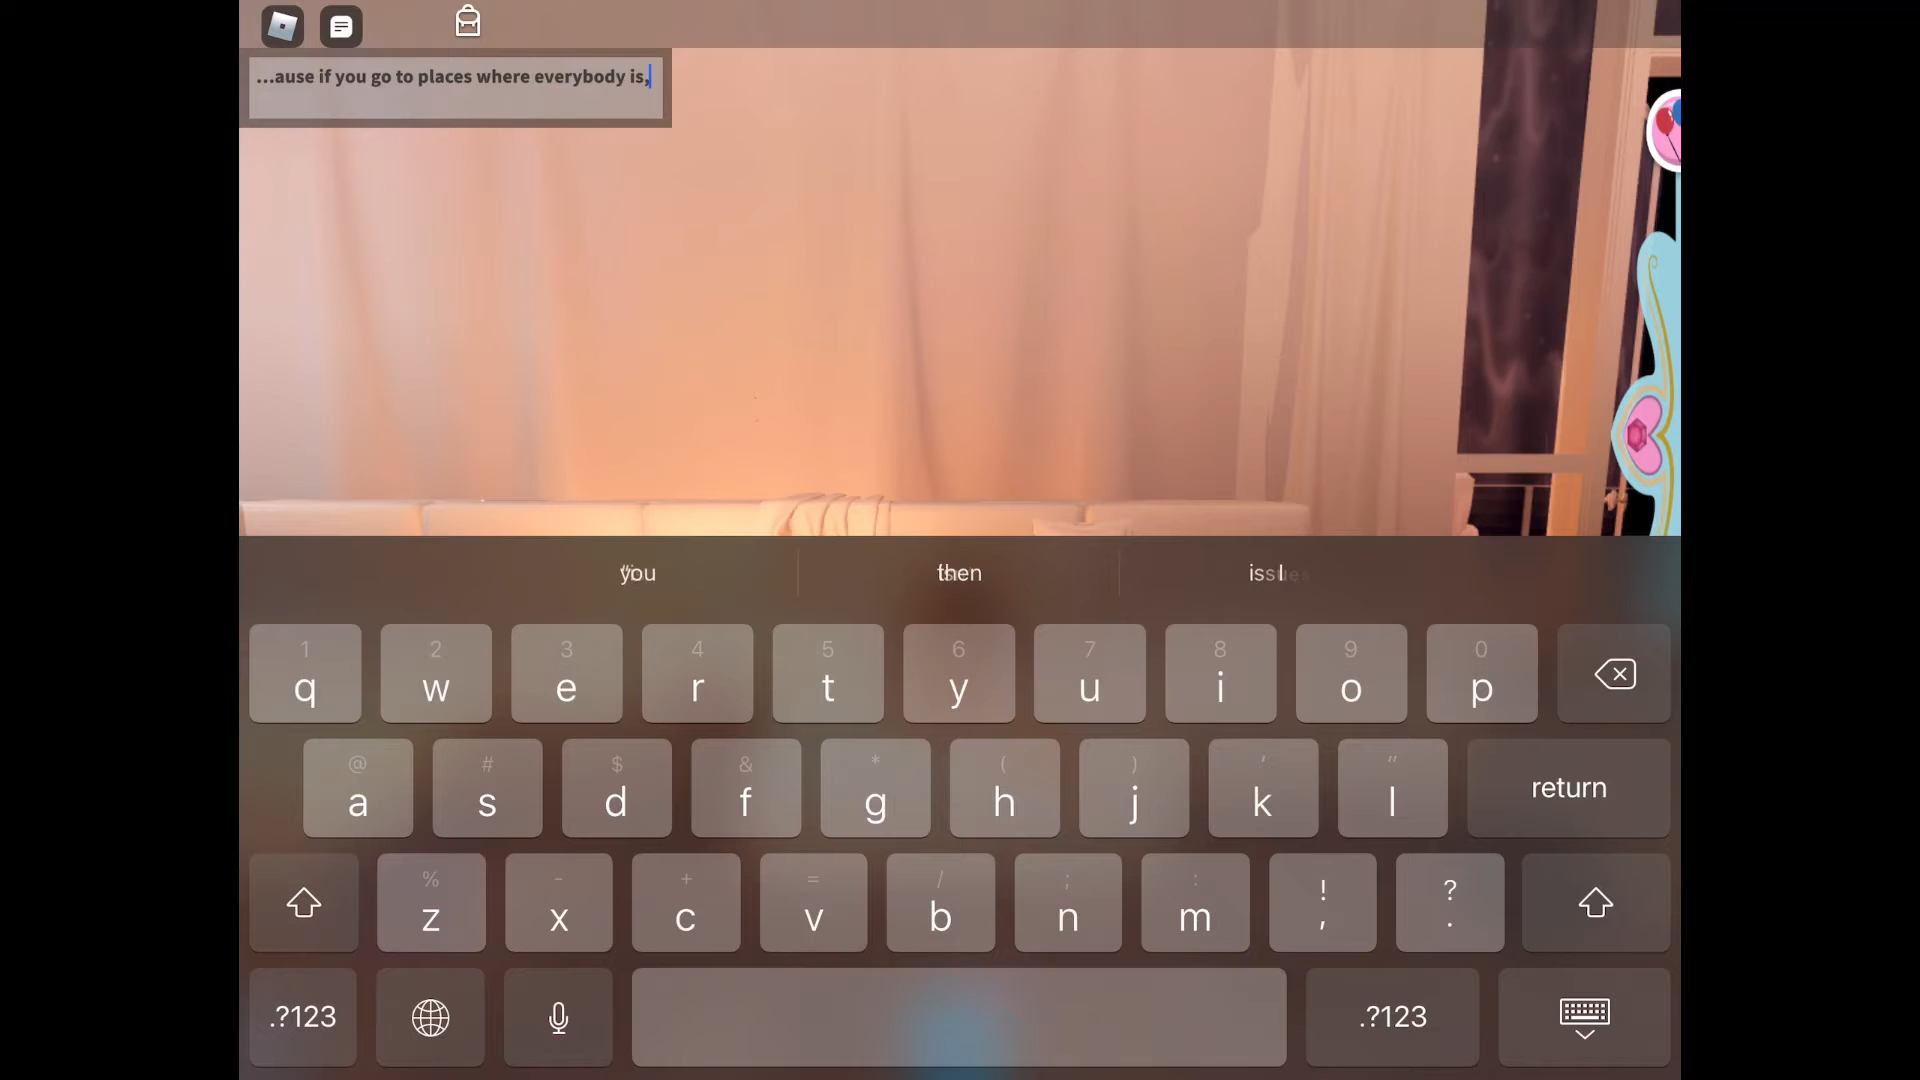 ...ause if you go to places where everybody is,
you then
1 2 3 4 5 6 7 8 9 0
q w e r t y u i o p
@ # $ & * ( ) ' "
a s d f g h j k l return
% - + = / ; : ! ?
z x c v b n m , .
.?123 .?123